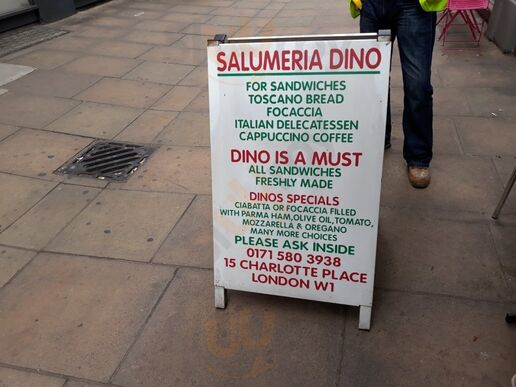 SALUMERIA DINO
FOR SANDWICHES
TOSCANO BREAD
FOCACCIA
ITALIAN DELECATESSEN
CAPPUCCINO COFFEE
DINO IS A MUST
ALL SANDWICHES
FRESHLY MADE
DINOS SPECIALS
CIABATTA OR FOCACCIA FILLED
WITH PARMA HAM, OLIVE OIL, TOMATO,
MOZZARELLA & OREGANO
MANY MORE CHOICES
PLEASE ASK INSIDE
0171 580 3938
15 CHARLOTTE PLACE
LONDON W1